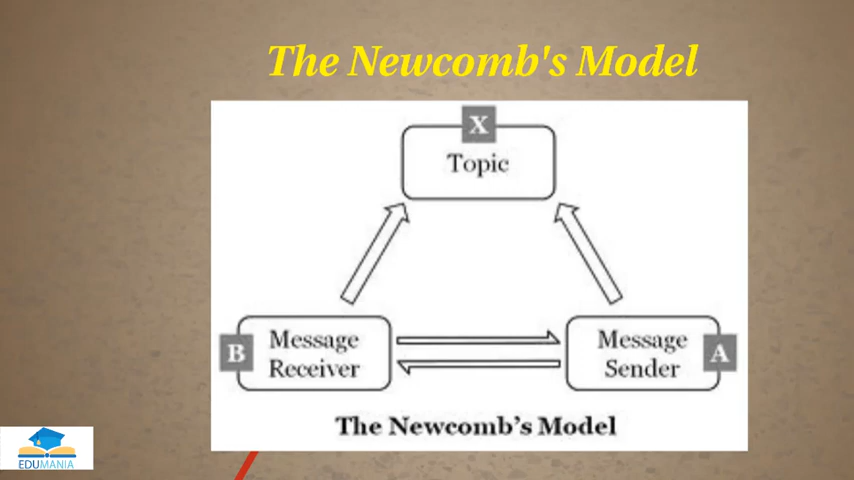 The Newcomb's Model
X
Topic
B
Message
Receiver
Message
Sender
A
The Newcomb’s Model
EDUMANIA